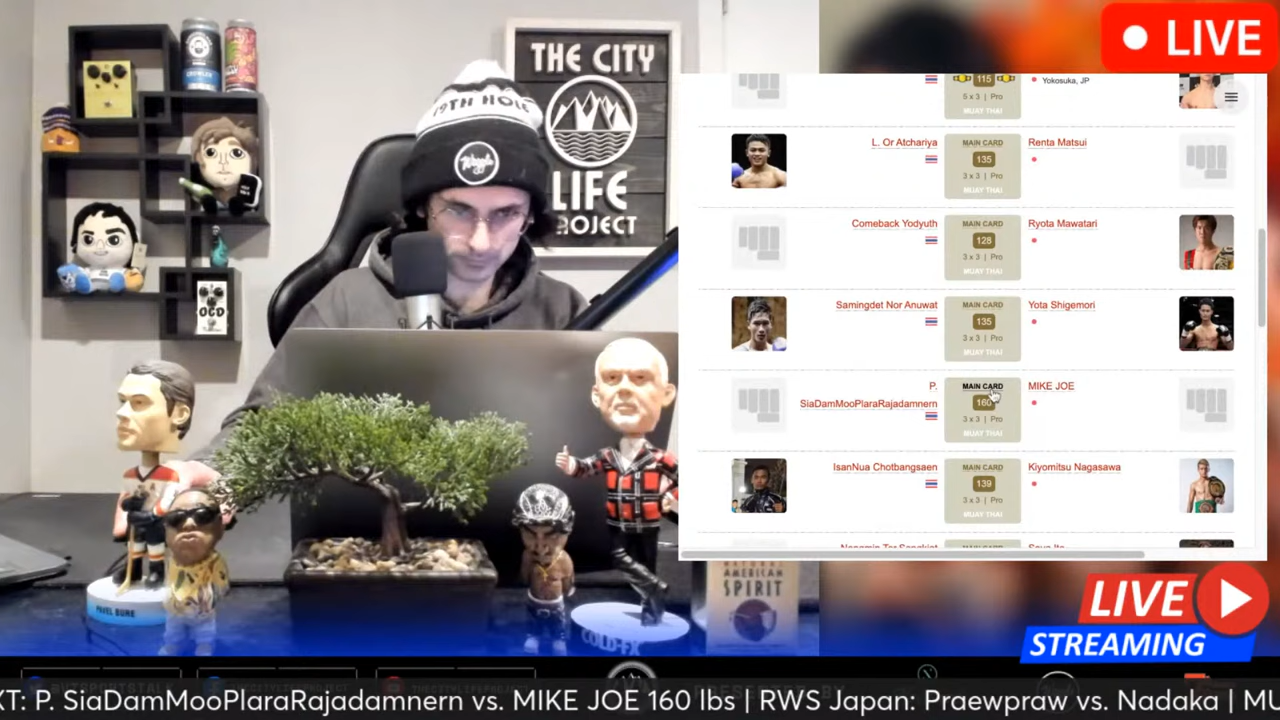 LIVE
THE CITY
LIFE
PROJECT
19TH HOLE
Waggle
OCD
115
Yokosuka, JP
5 x 3 | Pro
MUAY THAI
L. Or Atchariya
MAIN CARD
Renta Matsui
135
3 x 3 | Pro
MUAY THAI
Comeback Yodyuth
MAIN CARD
Ryota Mawatari
128
3 x 3 | Pro
MUAY THAI
Samingdet Nor Anuwat
MAIN CARD
Yota Shigemori
135
3 x 3 | Pro
MUAY THAI
P.
MAIN CARD
MIKE JOE
SiaDamMooPlaraRajadamnern
160
3 x 3 | Pro
MUAY THAI
IsanNua Chotbangsaen
MAIN CARD
Kiyomitsu Nagasawa
139
3 x 3 | Pro
MUAY THAI
PAVEL BURE
COLD-FX
AMERICAN
SPIRIT
LIVE
STREAMING
XT: P. SiaDamMooPlaraRajadamnern vs. MIKE JOE 160 lbs | RWS Japan: Praewpraw vs. Nadaka | MU